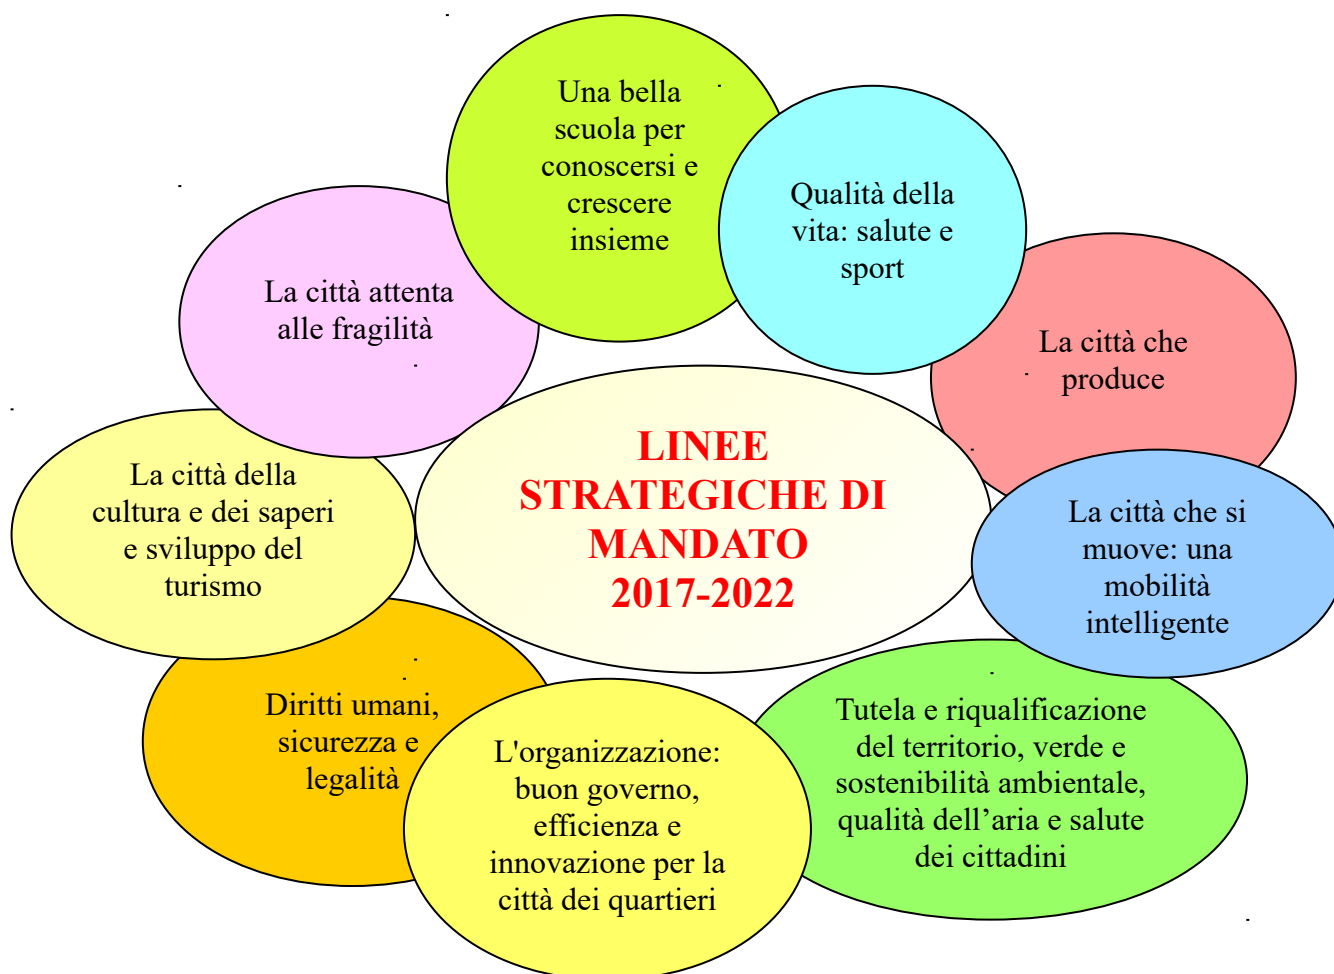 Una bella
scuola per
conoscersi e
crescere
insieme
Qualità della
vita: salute e
sport
La città attenta
alle fragilità
La città che
produce
LINEE
STRATEGICHE DI
MANDATO
2017-2022
La città della
cultura e dei saperi
e sviluppo del
turismo
La città che si
muove: una
mobilità
intelligente
Diritti umani,
sicurezza e
legalità
L'organizzazione:
buon governo,
efficienza e
innovazione per la
città dei quartieri
Tutela e riqualificazione
del territorio, verde e
sostenibilità ambientale,
qualità dell’aria e salute
dei cittadini